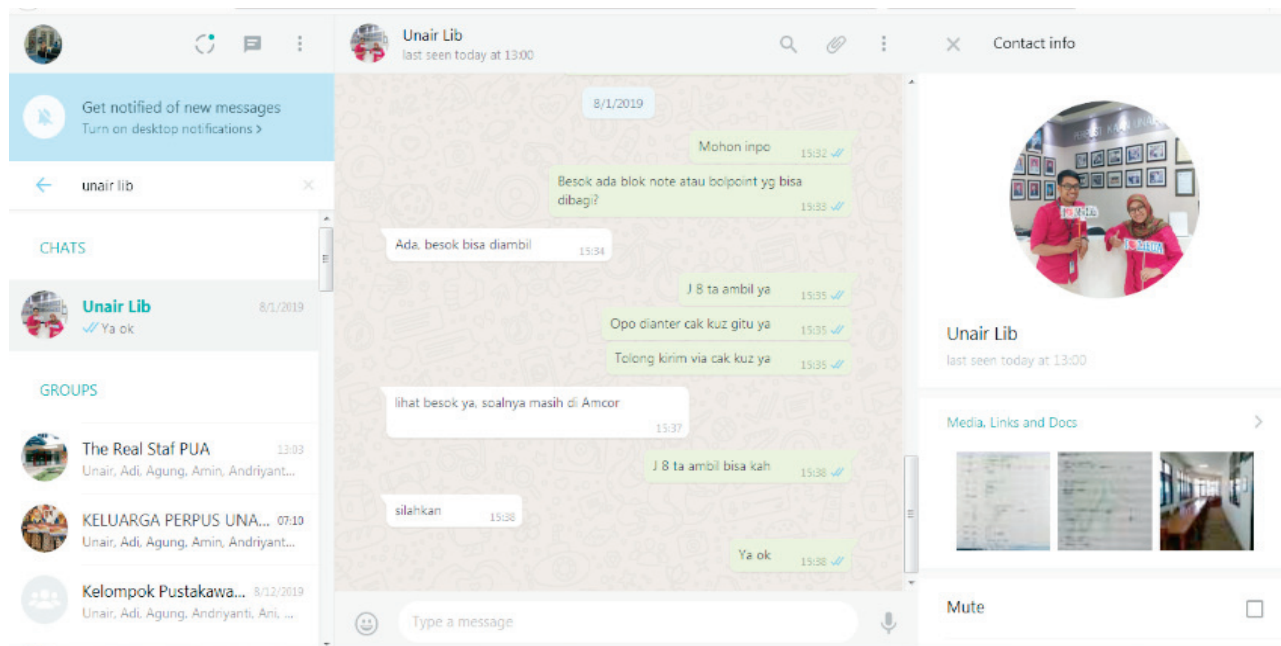 Get notified of new messages
Turn on desktop notifications >
unair lib
CHATS
Unair Lib
8/1/2019
Ya ok
GROUPS
The Real Staf PUA
13:03
Unair, Adi, Agung, Amin, Andriyant...
KELUARGA PERPUS UNA...
07:10
Unair, Adi, Agung, Amin, Andriyant...
Kelompok Pustakawa...
8/12/2019
Unair, Adi, Agung, Andriyanti, Ani, ...
Unair Lib
last seen today at 13:00
8/1/2019
Mohon inpo
15:32
Besok ada blok note atau bolpoint yg bisa
dibagi?
15:33
Ada, besok bisa diambil
15:34
J 8 ta ambil ya
15:35
Opo dianter cak kuz gitu ya
15:35
Tolong kirim via cak kuz ya
15:35
lihat besok ya, soalnya masih di Amcor
15:37
J 8 ta ambil bisa kah
15:38
silahkan
15:38
Ya ok
15:38
Type a message
Contact info
Unair Lib
last seen today at 13:00
Media, Links and Docs
Mute